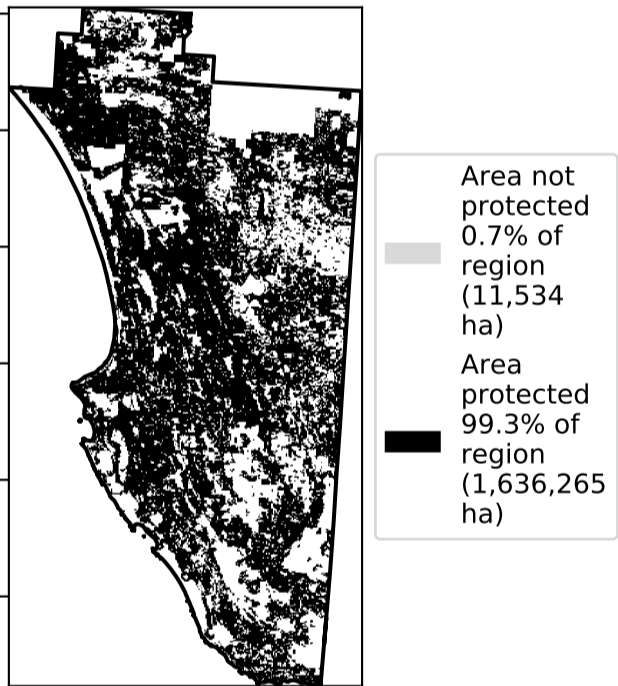 Area not
protected
0.7% of
region
(11,534
ha)
Area
protected
99.3% of
region
(1,636,265
ha)